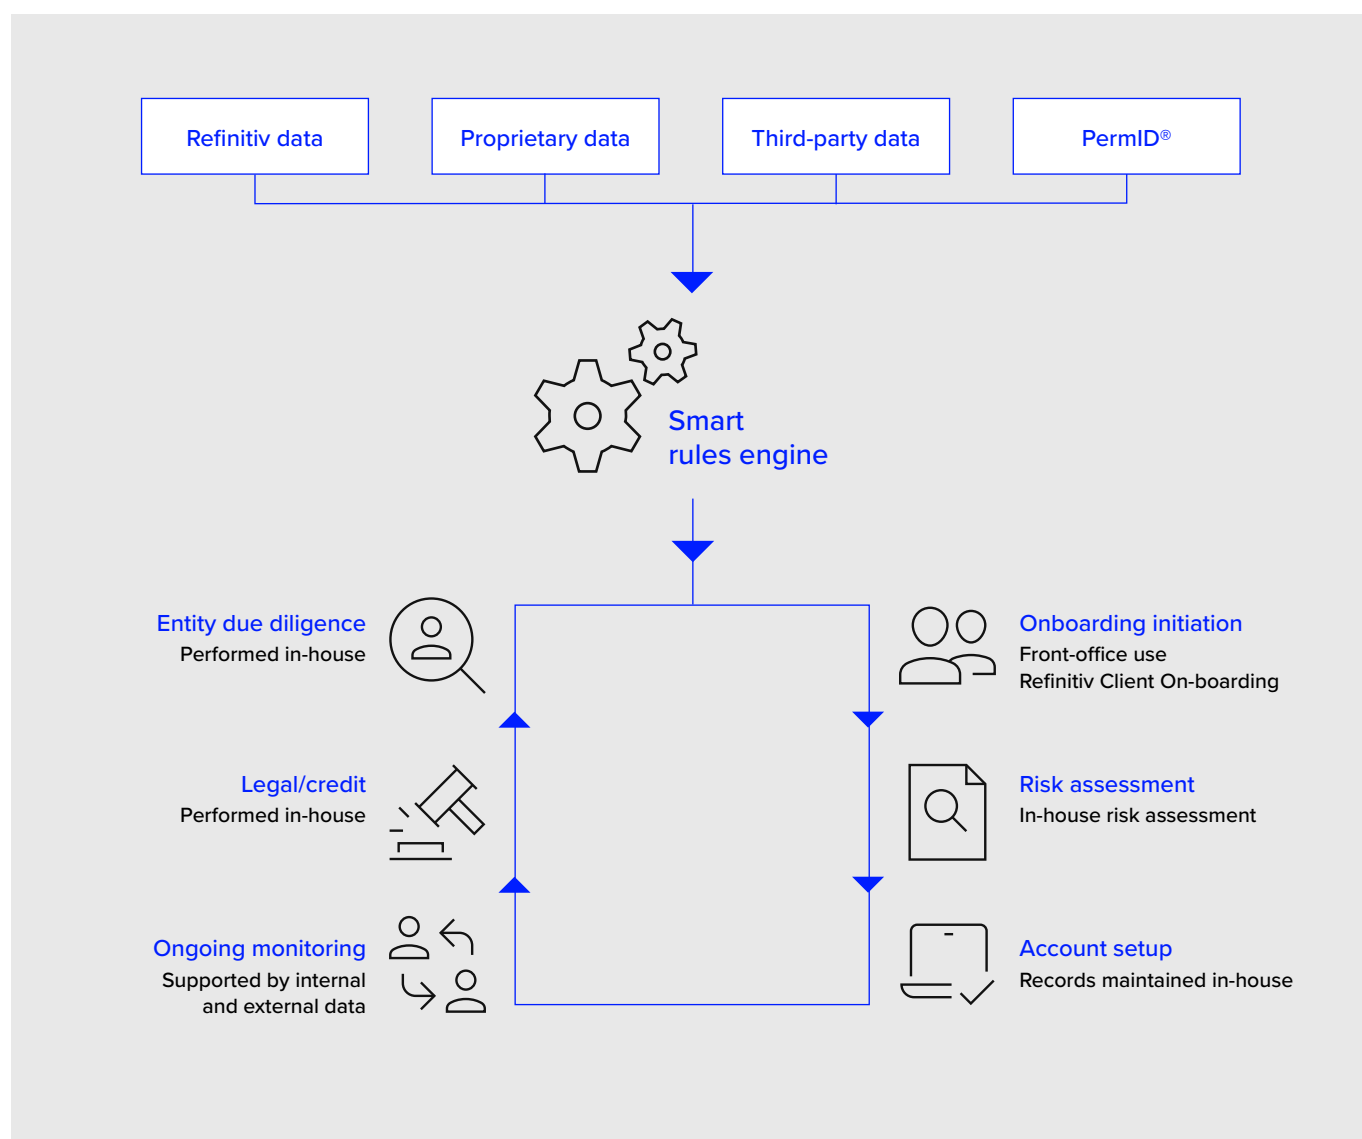 Refinitiv data
Proprietary data
Third-party data
PermID®
Smart
rules engine
Entity due diligence
Performed in-house
Onboarding initiation
Front-office use
Refinitiv Client On-boarding
Legal/credit
Performed in-house
Risk assessment
In-house risk assessment
Ongoing monitoring
Supported by internal
and external data
Account setup
Records maintained in-house